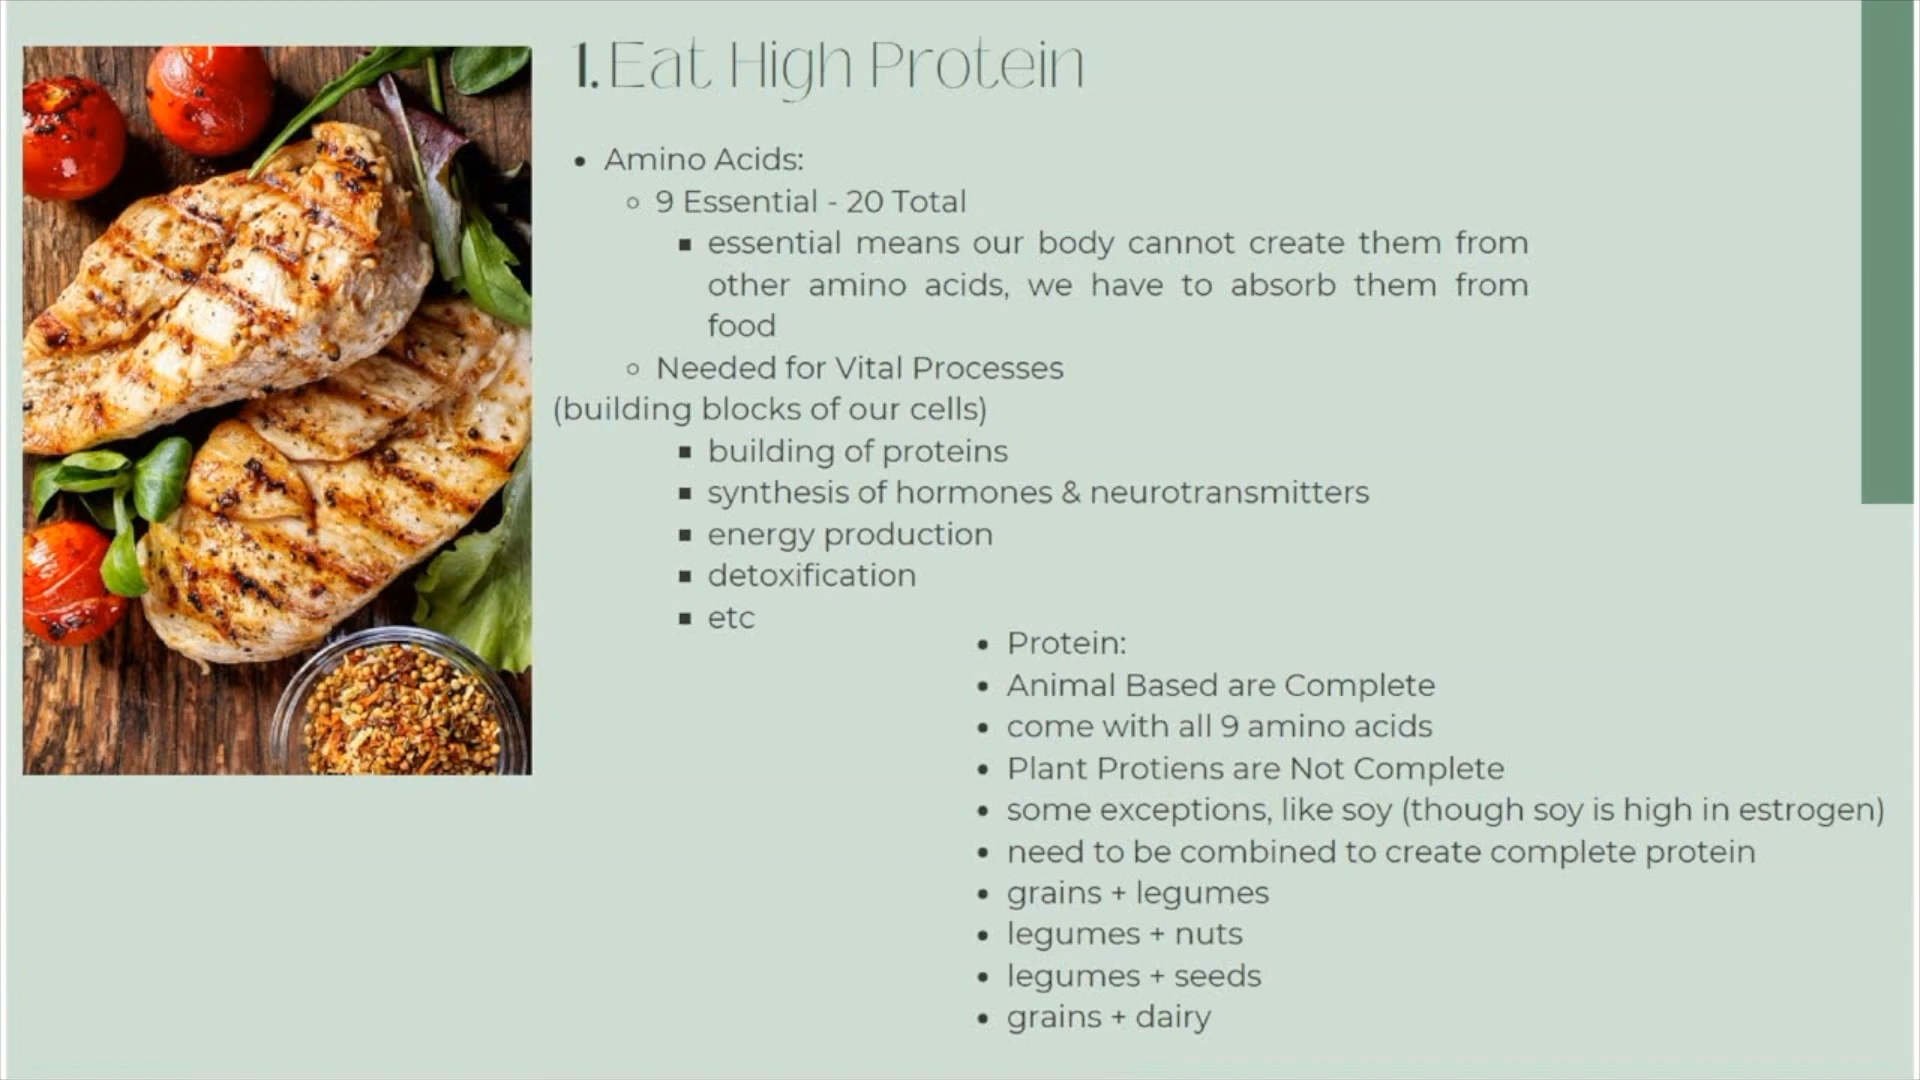 1. Eat High Protein
Amino Acids:
9 Essential - 20 Total
essential means our body cannot create them from
other amino acids, we have to absorb them from
food
Needed for Vital Processes
(building blocks of our cells)
building of proteins
synthesis of hormones & neurotransmitters
energy production
detoxification
etc
Protein:
Animal Based are Complete
come with all 9 amino acids
Plant Protiens are Not Complete
some exceptions, like soy (though soy is high in estrogen)
need to be combined to create complete protein
grains + legumes
legumes + nuts
legumes + seeds
grains + dairy